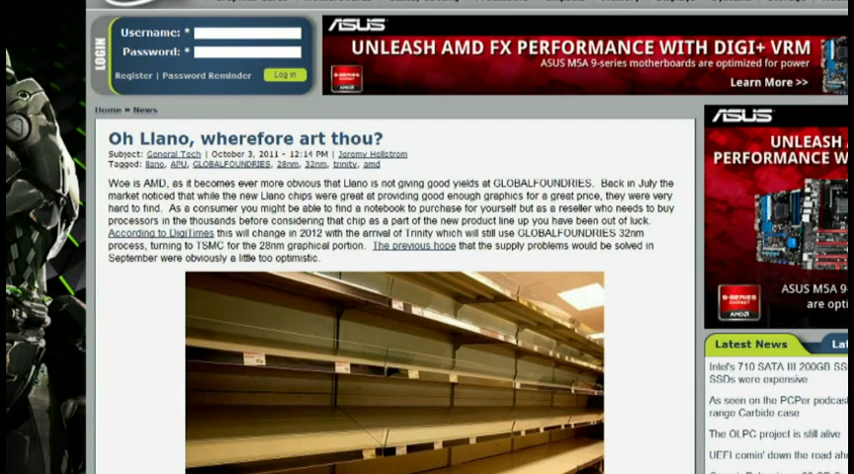 LOGIN
Username: *
Password: *
Register | Password Reminder
Log in
ASUS
UNLEASH AMD FX PERFORMANCE WITH DIGI+ VRM
ASUS M5A 9-series motherboards are optimized for power
Learn More >>
Home » News
Oh Llano, wherefore art thou?
Subject: General Tech | October 3, 2011 - 12:14 PM | Jeremy Hellstrom
Tagged: llano, APU, GLOBALFOUNDRIES, 28nm, 32nm, trinity, amd
Woe is AMD, as it becomes ever more obvious that Llano is not giving good yields at GLOBALFOUNDRIES. Back in July the
market noticed that while the new Llano chips were great at providing good enough graphics for a great price, they were very
hard to find. As a consumer you might be able to find a notebook to purchase for yourself but as a reseller who needs to buy
processors in the thousands before considering that chip as a part of the new product line up you have been out of luck.
According to DigiTimes this will change in 2012 with the arrival of Trinity which will still use GLOBALFOUNDRIES 32nm
process, turning to TSMC for the 28nm graphical portion. The previous hope that the supply problems would be solved in
September were obviously a little too optimistic.
ASUS
UNLEASH
PERFORMANCE W
ASUS M5A 9
are opti
9-SERIES
AMD
Latest News
Lat
Intel's 710 SATA III 200GB SS
SSDs were expensive
As seen on the PCPer podcas
range Carbide case
The OLPC project is still alive
UEFI comin' down the road ah